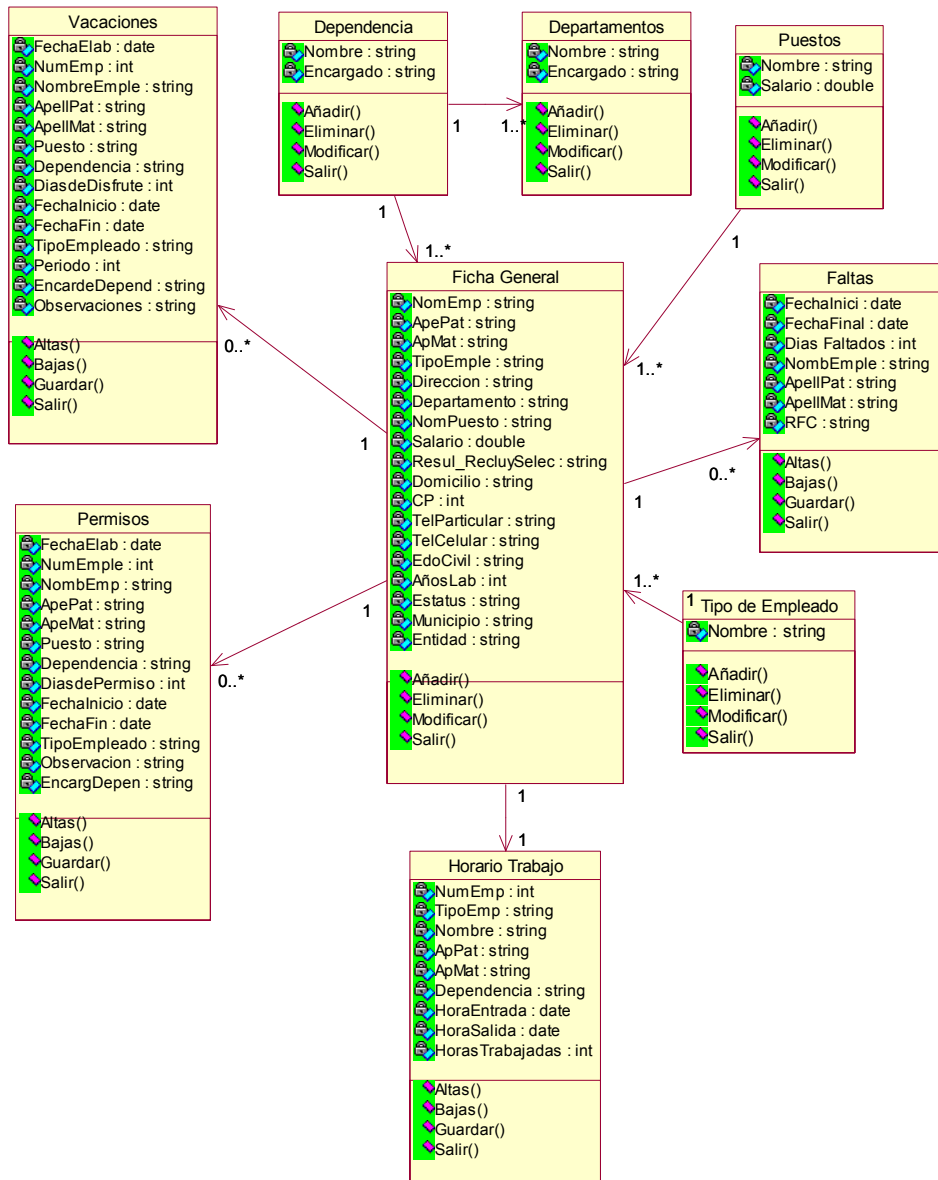 Vacaciones
FechaElab : date
NumEmp : int
NombreEmple : string
ApellPat : string
ApellMat : string
Puesto : string
Dependencia : string
DiasdeDisfrute : int
FechaInicio : date
FechaFin : date
TipoEmpleado : string
Periodo : int
EncardeDepend : string
Observaciones : string
Altas()
Bajas()
Guardar()
Salir()
0..*
1
Dependencia
Nombre : string
Encargado : string
Añadir()
Eliminar()
Modificar()
Salir()
1
1..*
1
1..*
Departamentos
Nombre : string
Encargado : string
Añadir()
Eliminar()
Modificar()
Salir()
Puestos
Nombre : string
Salario : double
Añadir()
Eliminar()
Modificar()
Salir()
1
1..*
Ficha General
NomEmp : string
ApePat : string
ApMat : string
TipoEmple : string
Direccion : string
Departamento : string
NomPuesto : string
Salario : double
Resul_RecluySelec : string
Domicilio : string
CP : int
TelParticular : string
TelCelular : string
EdoCivil : string
AñosLab : int
Estatus : string
Municipio : string
Entidad : string
Añadir()
Eliminar()
Modificar()
Salir()
Faltas
FechaInici : date
FechaFinal : date
Dias Faltados : int
NombEmple : string
ApellPat : string
ApellMat : string
RFC : string
Altas()
Bajas()
Guardar()
Salir()
0..*
1
Permisos
FechaElab : date
NumEmple : int
NombEmp : string
ApePat : string
ApeMat : string
Puesto : string
Dependencia : string
DiasdePermiso : int
FechaInicio : date
FechaFin : date
TipoEmpleado : string
Observacion : string
EncargDepen : string
Altas()
Bajas()
Guardar()
Salir()
1
0..*
1..*
1
Tipo de Empleado
Nombre : string
Añadir()
Eliminar()
Modificar()
Salir()
1
1
Horario Trabajo
NumEmp : int
TipoEmp : string
Nombre : string
ApPat : string
ApMat : string
Dependencia : string
HoraEntrada : date
HoraSalida : date
HorasTrabajadas : int
Altas()
Bajas()
Guardar()
Salir()